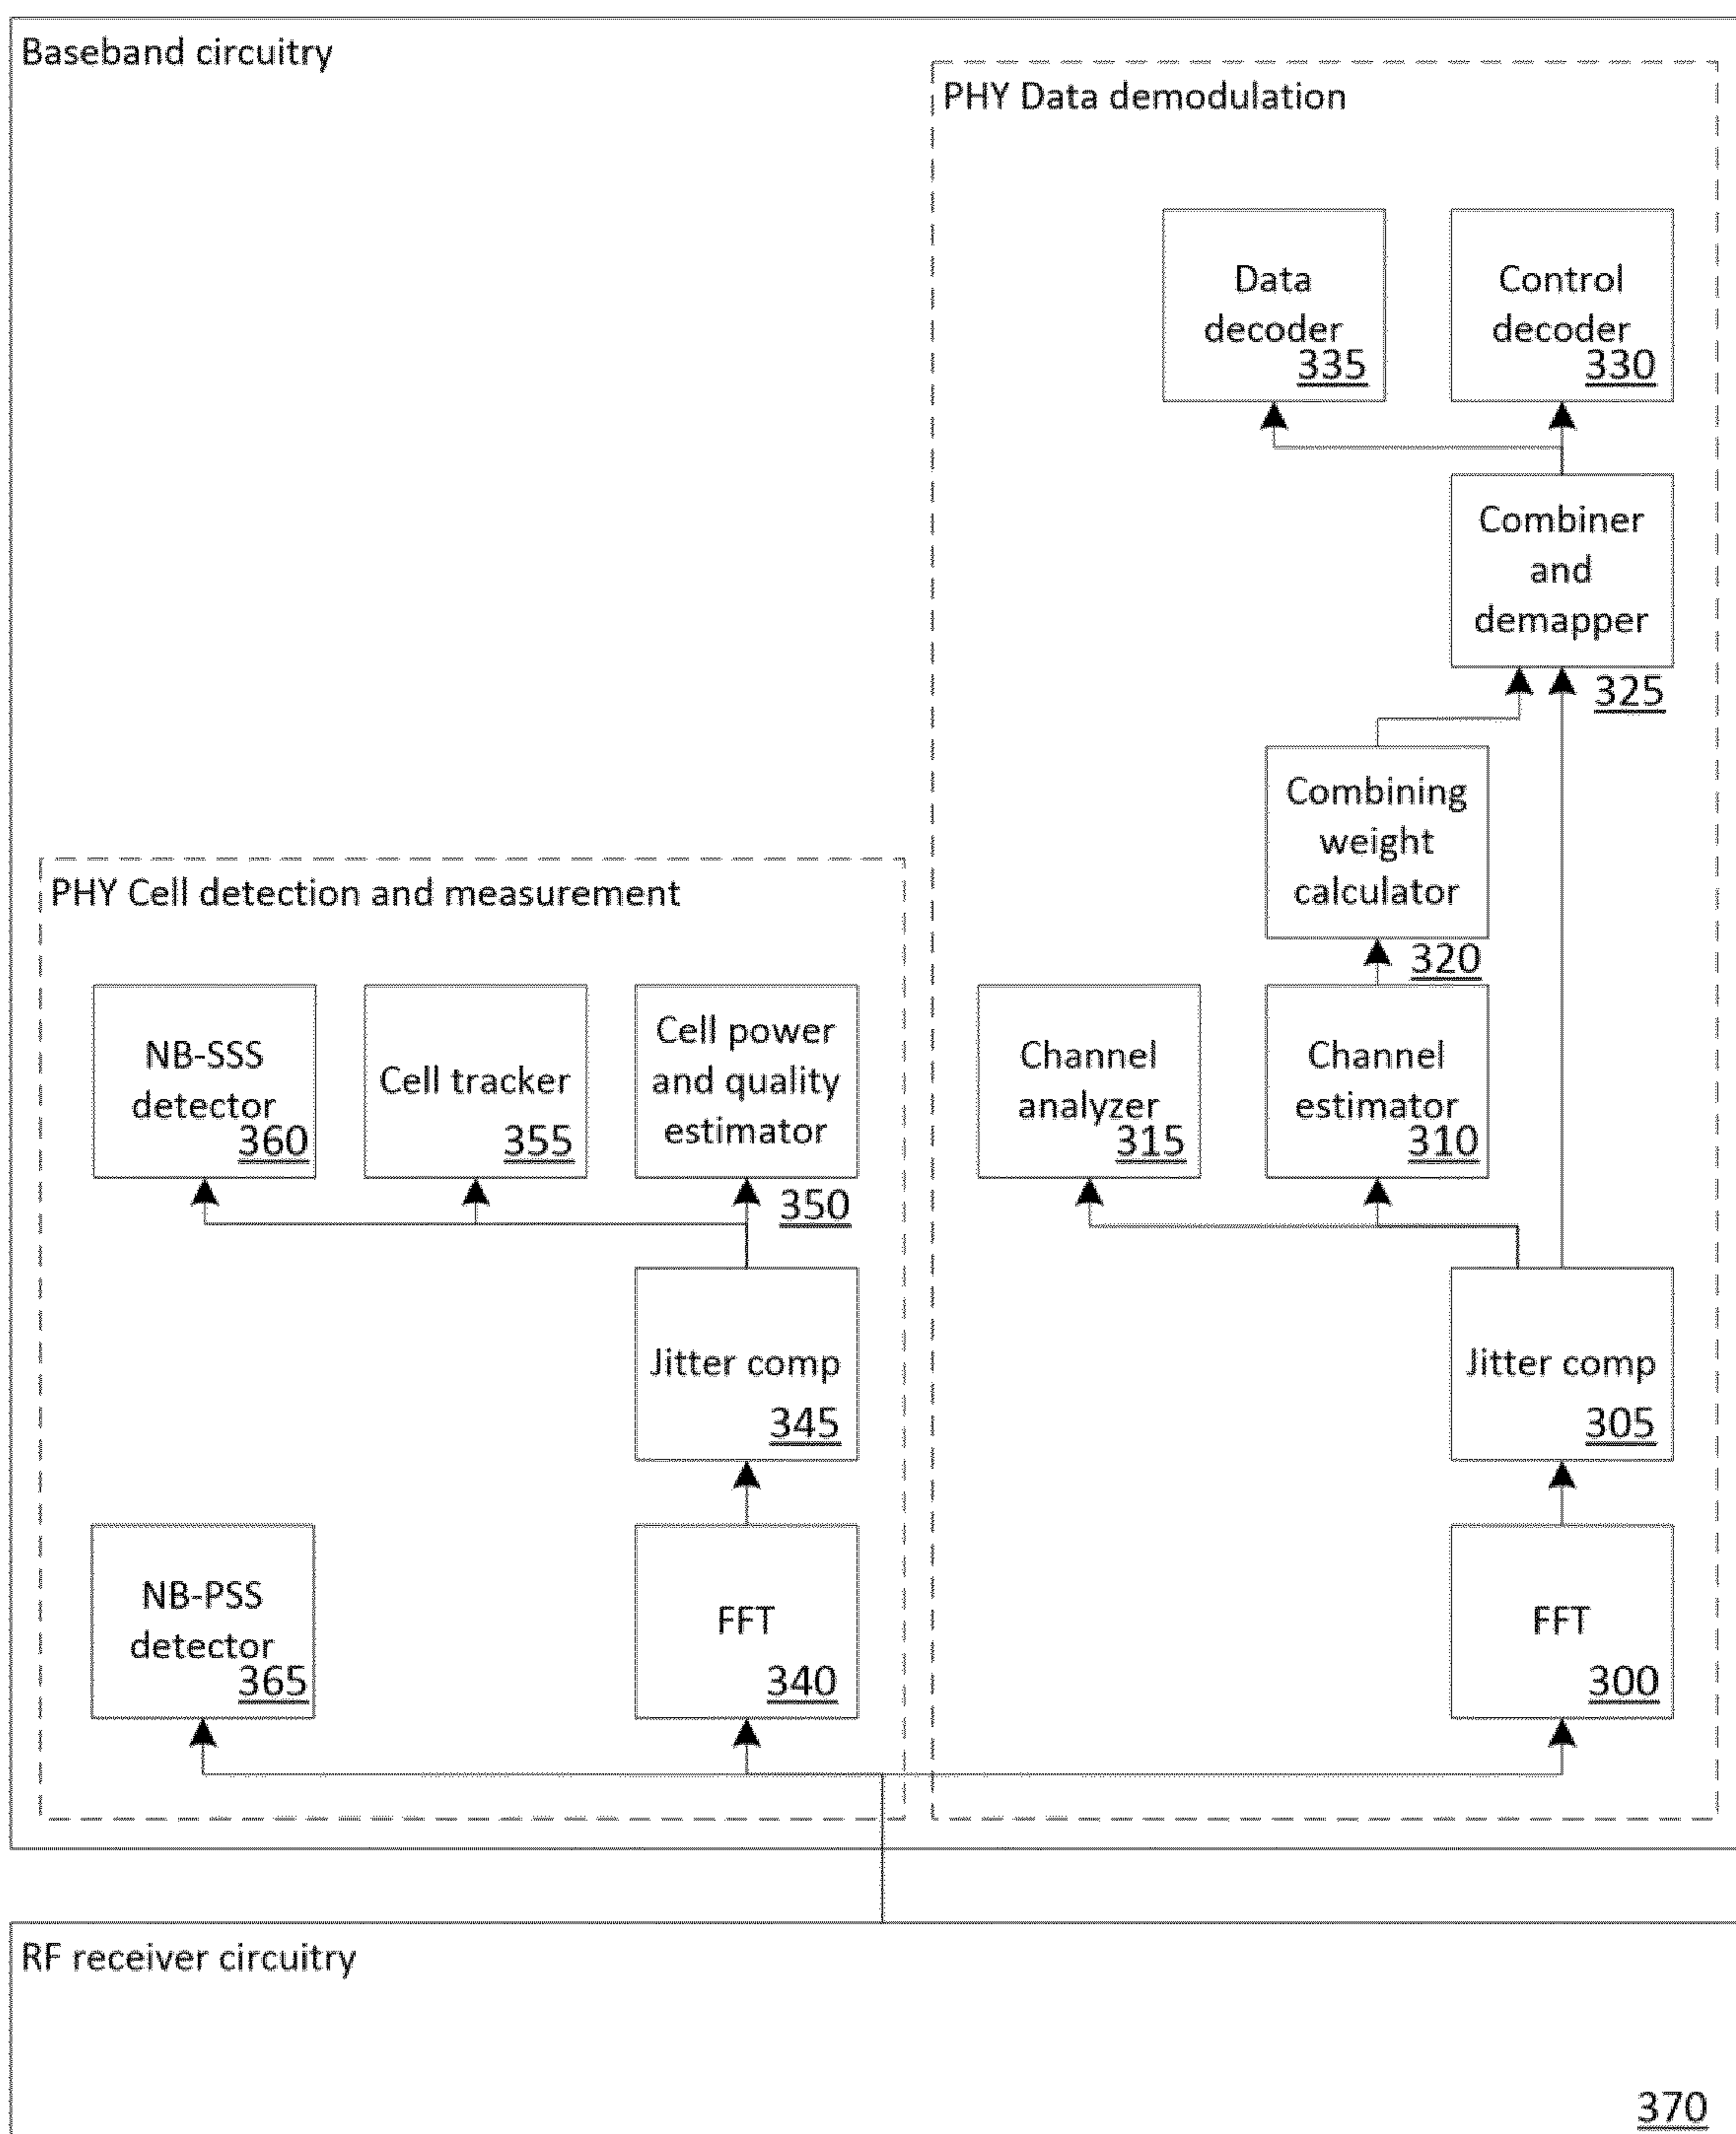 Baseband circuitry
PHY Data demodulation
Data
decoder
335
Control
decoder
330
Combiner
and
demapper
325
Combining
weight
calculator
320
PHY Cell detection and measurement
NB-SSS
detector
360
Cell tracker
355
Cell power
and quality
estimator
350
Channel
analyzer
315
Channel
estimator
310
Jitter comp
345
Jitter comp
305
NB-PSS
detector
365
FFT
340
FFT
300
RF receiver circuitry
370